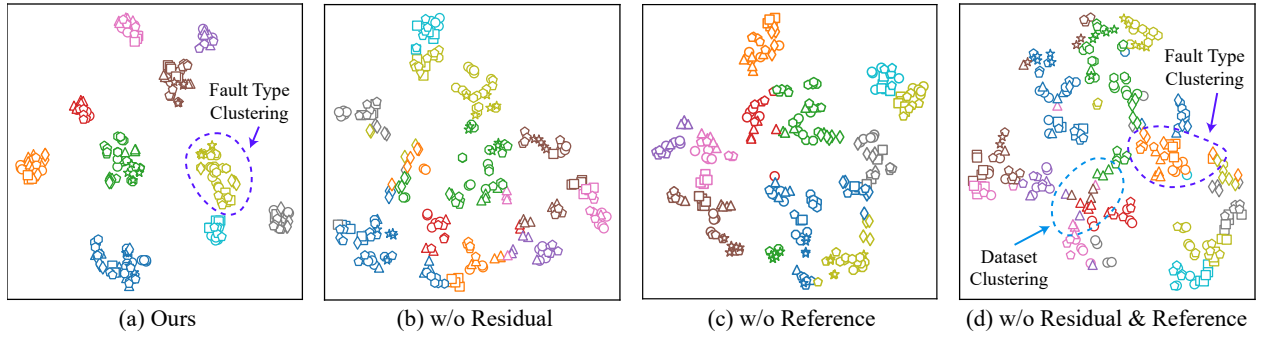 Fault Type
Clustering
Fault Type
Clustering
Dataset
Clustering
(a) Ours
(b) w/o Residual
(c) w/o Reference
(d) w/o Residual & Reference